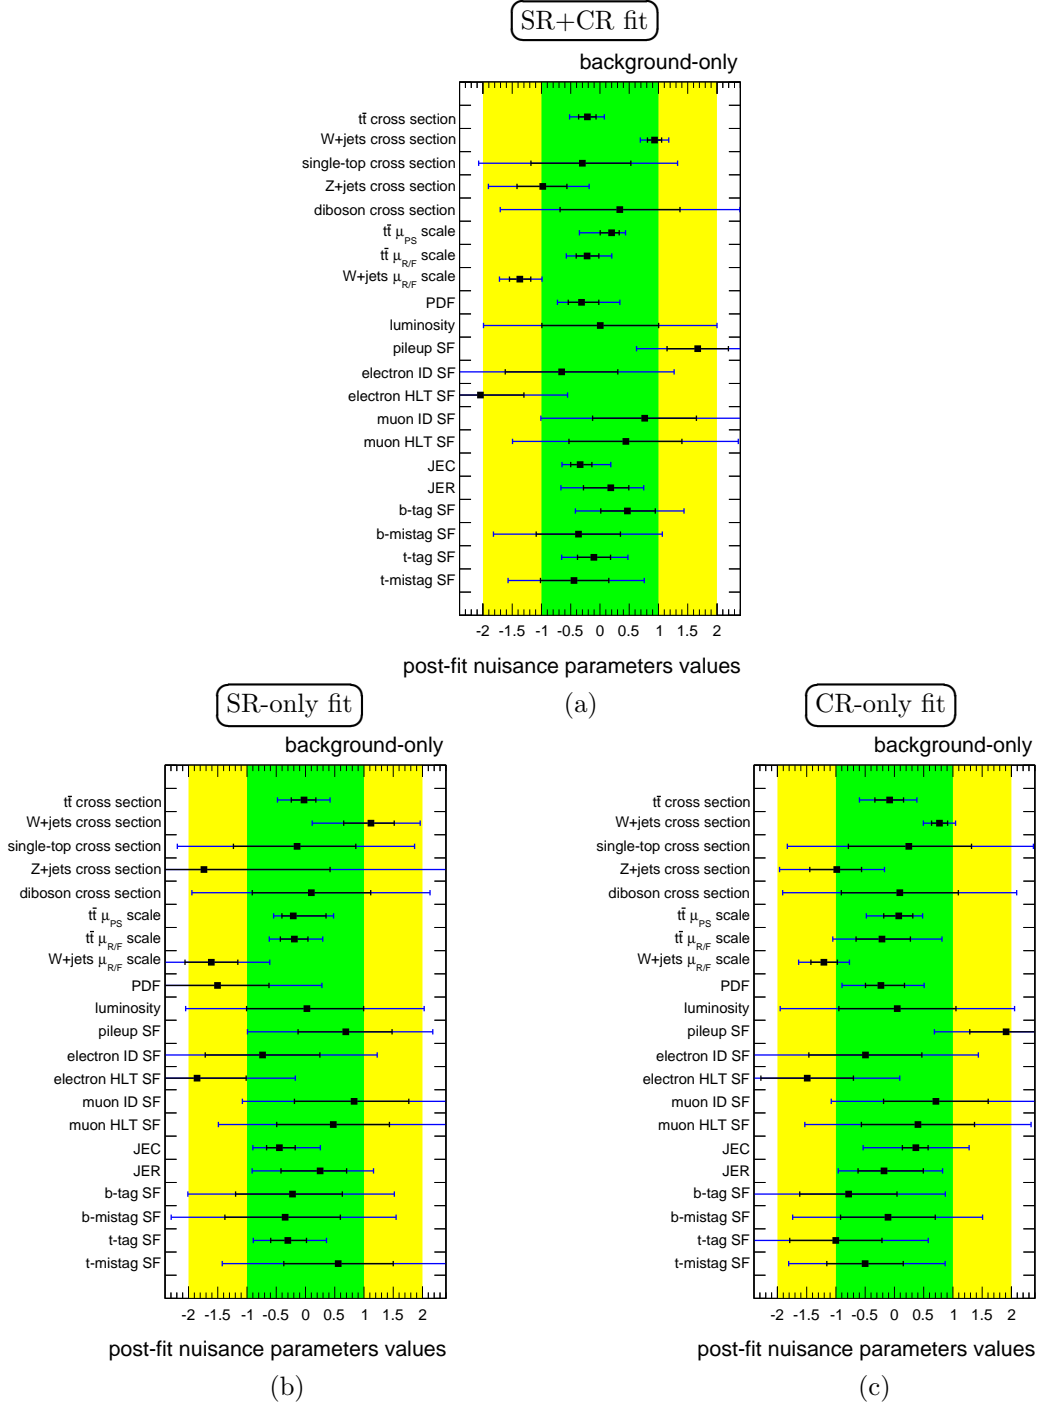 SR+CR fit
background-only
tt̄ cross section
W+jets cross section
single-top cross section
Z+jets cross section
diboson cross section
tt̄ μPS scale
tt̄ μR/F scale
W+jets μR/F scale
PDF
luminosity
pileup SF
electron ID SF
electron HLT SF
muon ID SF
muon HLT SF
JEC
JER
b-tag SF
b-mistag SF
t-tag SF
t-mistag SF
-2 -1.5 -1 -0.5 0 0.5 1 1.5 2
post-fit nuisance parameters values
(a)
SR-only fit
background-only
tt̄ cross section
W+jets cross section
single-top cross section
Z+jets cross section
diboson cross section
tt̄ μPS scale
tt̄ μR/F scale
W+jets μR/F scale
PDF
luminosity
pileup SF
electron ID SF
electron HLT SF
muon ID SF
muon HLT SF
JEC
JER
b-tag SF
b-mistag SF
t-tag SF
t-mistag SF
-2 -1.5 -1 -0.5 0 0.5 1 1.5 2
post-fit nuisance parameters values
(b)
CR-only fit
background-only
tt̄ cross section
W+jets cross section
single-top cross section
Z+jets cross section
diboson cross section
tt̄ μPS scale
tt̄ μR/F scale
W+jets μR/F scale
PDF
luminosity
pileup SF
electron ID SF
electron HLT SF
muon ID SF
muon HLT SF
JEC
JER
b-tag SF
b-mistag SF
t-tag SF
t-mistag SF
-2 -1.5 -1 -0.5 0 0.5 1 1.5 2
post-fit nuisance parameters values
(c)